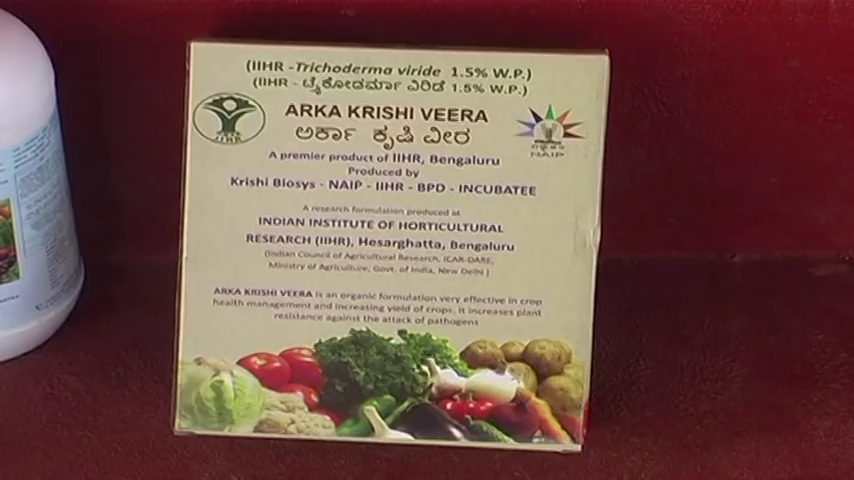 (IIHR -Trichoderma viride 1.5% W.P.)
(IIHR - ಟ್ರೈಕೋಡರ್ಮಾ ವಿರಿಡೆ 1.5% W.P.)
ARKA KRISHI VEERA
ಅರ್ಕಾ ಕೃಷಿ ವೀರ
IIHR
NAIP
A premier product of IIHR, Bengaluru
Produced by
Krishi Biosys - NAIP - IIHR - BPD - INCUBATEE
A research formulation produced at
INDIAN INSTITUTE OF HORTICULTURAL
RESEARCH (IIHR), Hesarghatta, Bengaluru
(Indian Council of Agricultural Research, ICAR-DARE,
Ministry of Agriculture, Govt. of India, New Delhi)
ARKA KRISHI VEERA is an organic formulation very effective in crop
health management and increasing yield of crops. It increases plant
resistance against the attack of pathogens